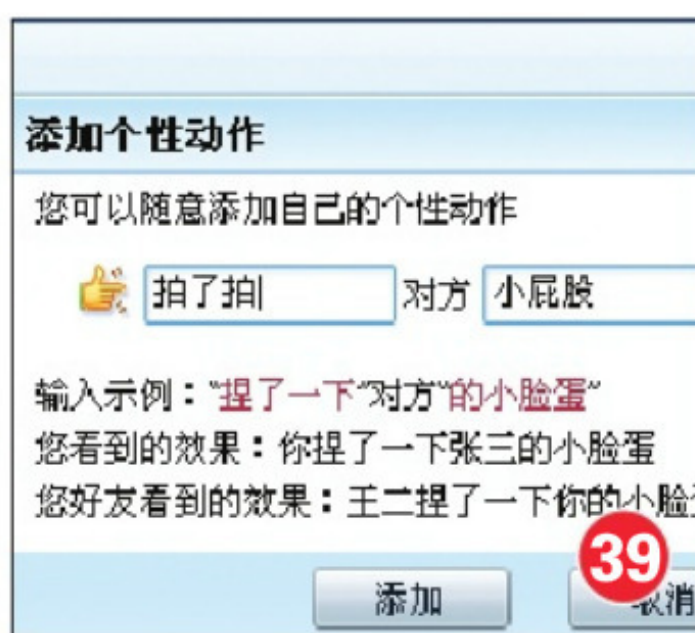 添加个性动作
您可以随意添加自己的个性动作
拍了拍 对方 小屁股
输入示例："捏了一下"对方"的小脸蛋"
您看到的效果：你捏了一下张三的小脸蛋
您好友看到的效果：王二捏了一下你的小脸
39
添加 取消